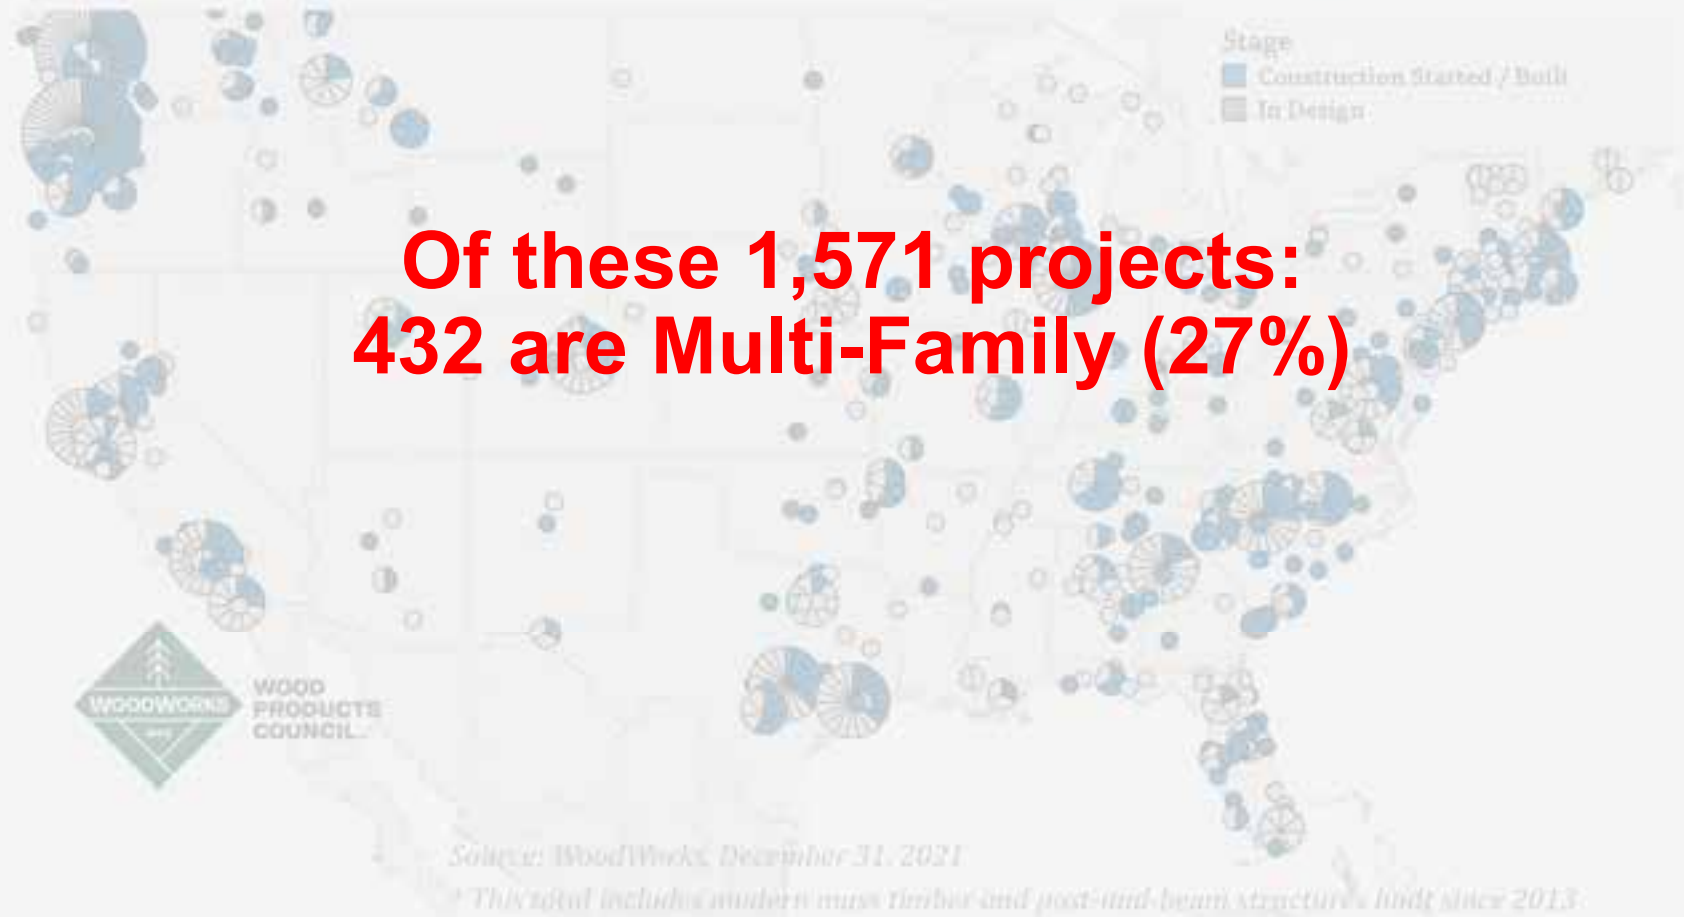 Stage
Construction Started / Built
In Design
Of these 1,571 projects:
432 are Multi-Family (27%)
WOODWORKS
WOOD
PRODUCTS
COUNCIL
Source: WoodWorks, December 31, 2021
* This total includes modern mass timber and post-and-beam structures built since 2013